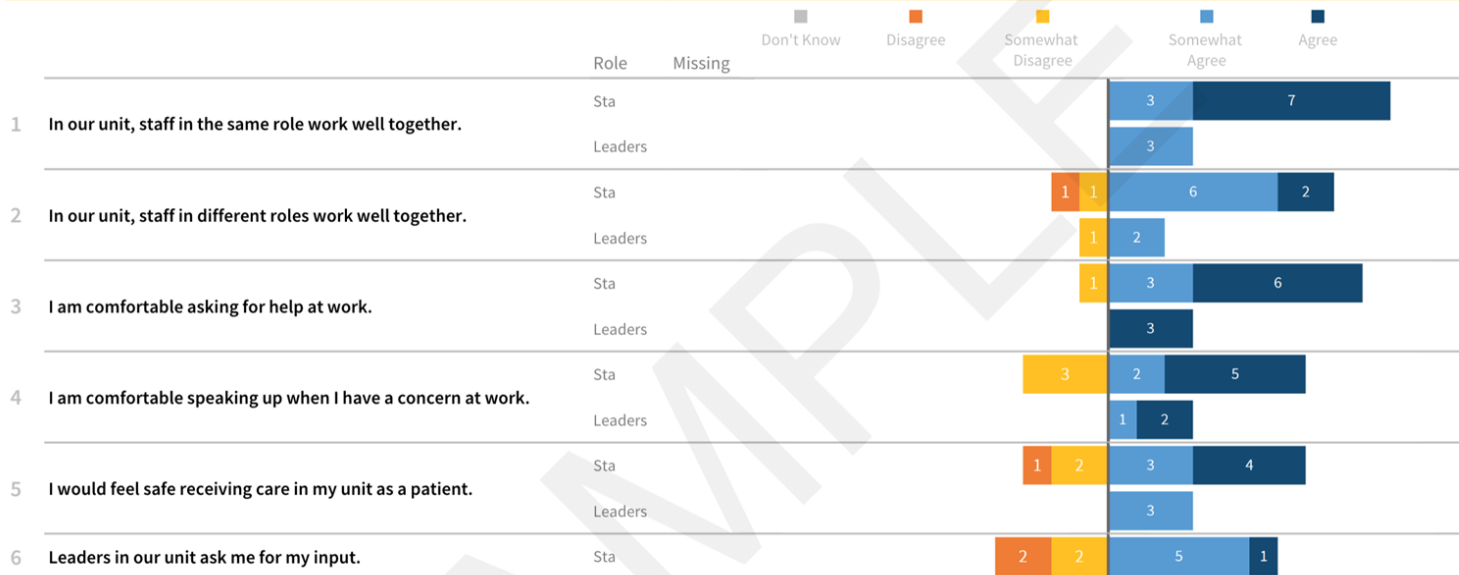 Don't Know Disagree Somewhat Disagree Somewhat Agree Agree
Role Missing
1 In our unit, staff in the same role work well together.
Sta 3 7
Leaders 3
2 In our unit, staff in different roles work well together.
Sta 1 1 6 2
Leaders 1 2
3 I am comfortable asking for help at work.
Sta 1 3 6
Leaders 3
4 I am comfortable speaking up when I have a concern at work.
Sta 3 2 5
Leaders 1 2
5 I would feel safe receiving care in my unit as a patient.
Sta 1 2 3 4
Leaders 3
6 Leaders in our unit ask me for my input.
Sta 2 2 5 1
AMPLE